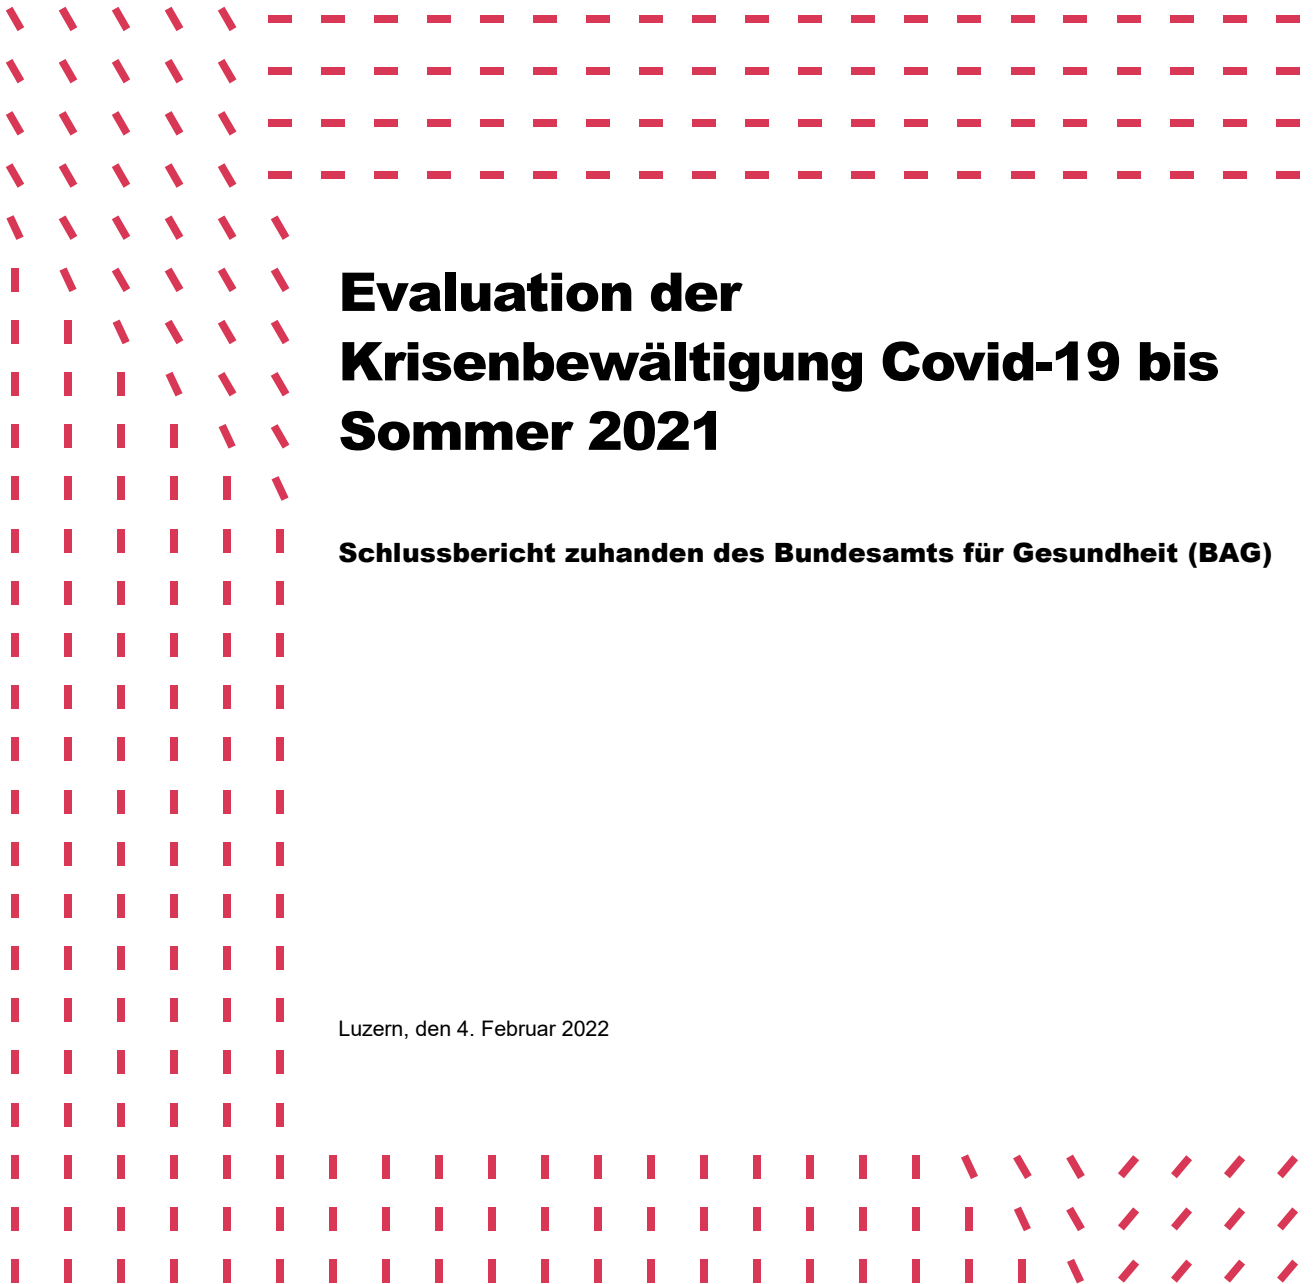 Evaluation der
Krisenbewältigung Covid-19 bis
Sommer 2021
Schlussbericht zuhanden des Bundesamts für Gesundheit (BAG)
Luzern, den 4. Februar 2022